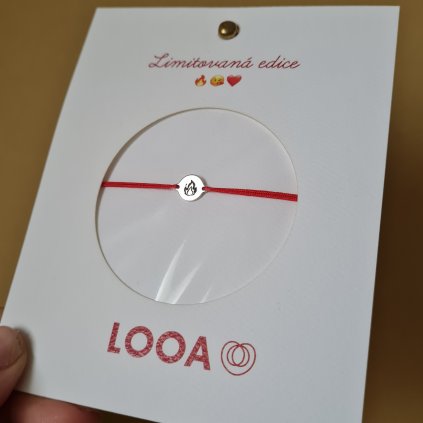 Limitovaná edice
🔥😘❤️
LOOA